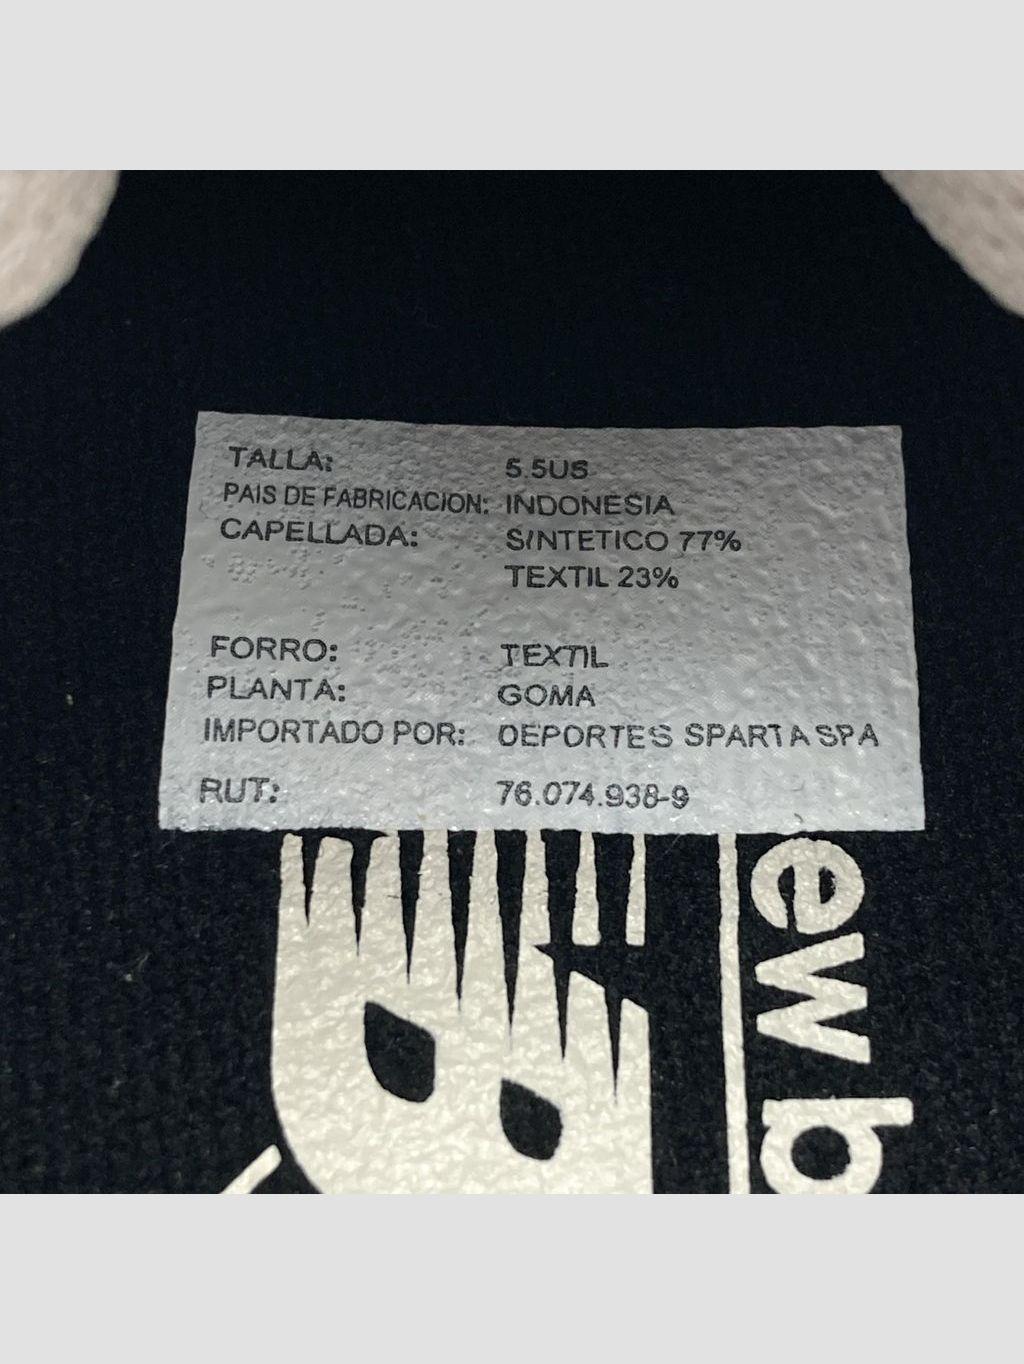 TALLA: 5.5US
PAIS DE FABRICACION: INDONESIA
CAPELLADA: SINTETICO 77%
TEXTIL 23%
FORRO: TEXTIL
PLANTA: GOMA
IMPORTADO POR: DEPORTES SPARTA SPA
RUT: 76.074.938-9
ew b